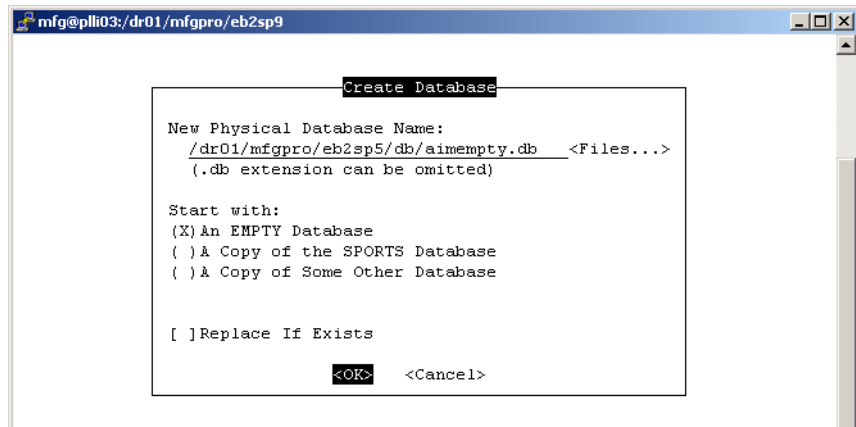 mfg@plli03:/dr01/mfgpro/eb2sp9
Create Database
New Physical Database Name:
/dr01/mfgpro/eb2sp5/db/aimempty.db <Files...>
(.db extension can be omitted)
Start with:
(X)An EMPTY Database
( )A Copy of the SPORTS Database
( )A Copy of Some Other Database
[ ]Replace If Exists
<OK> <Cancel>